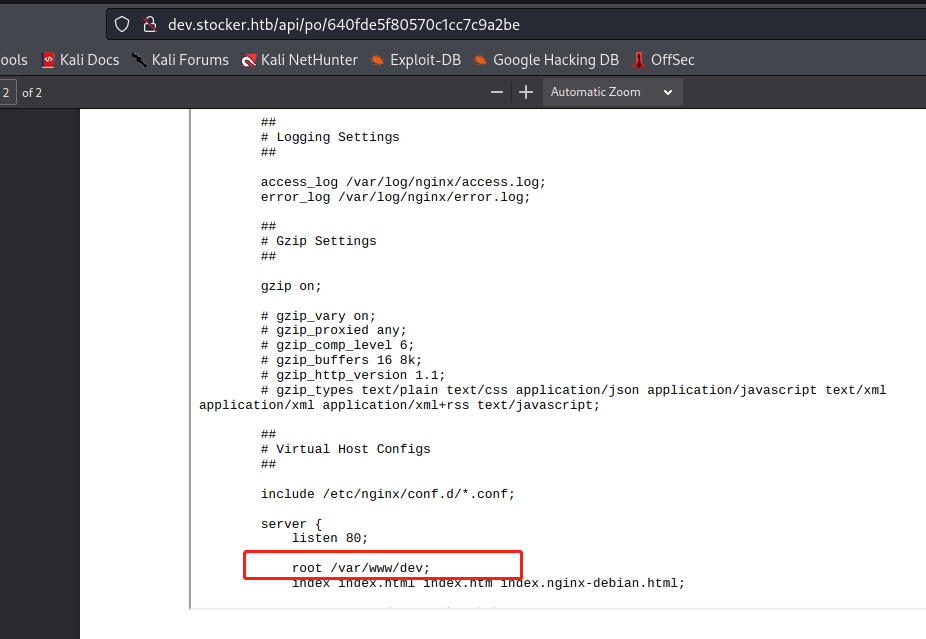 dev.stocker.htb/api/po/640fde5f80570c1cc7c9a2be
ools Kali Docs Kali Forums Kali NetHunter Exploit-DB Google Hacking DB OffSec
2 of 2 Automatic Zoom
##
# Logging Settings
##
access_log /var/log/nginx/access.log;
error_log /var/log/nginx/error.log;
##
# Gzip Settings
##
gzip on;
# gzip_vary on;
# gzip_proxied any;
# gzip_comp_level 6;
# gzip_buffers 16 8k;
# gzip_http_version 1.1;
# gzip_types text/plain text/css application/json application/javascript text/xml
application/xml application/xml+rss text/javascript;
##
# Virtual Host Configs
##
include /etc/nginx/conf.d/*.conf;
server {
listen 80;
root /var/www/dev;
index index.html index.htm index.nginx-debian.html;